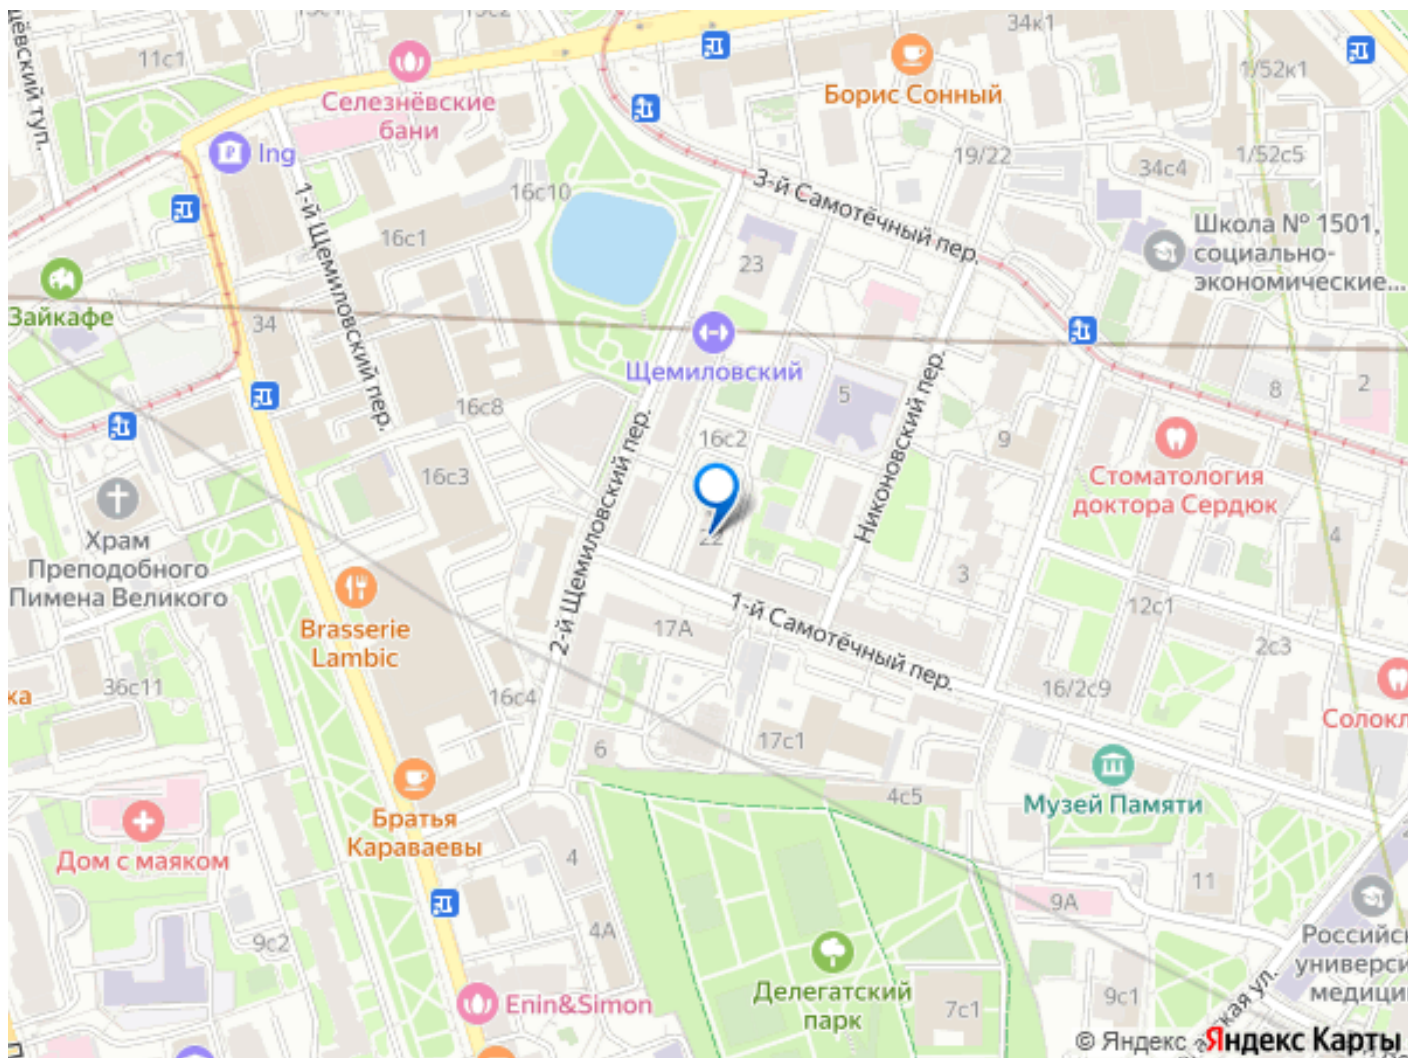 11с1
13с1
13с2
34к1
1/52к1
Селезнёвские
бани
Борис Сонный
Ing
19/22
34с4
1/52с5
16с10
1-й Щемиловский пер.
3-й Самотёчный пер.
16с1
23
Школа № 1501,
социально-
экономические...
Зайкафе
34
Щемиловский
5
8
2
16с8
16с2
9
2-й Щемиловский пер.
Никоновский пер.
16с3
Стоматология
доктора Сердюк
Храм
Преподобного
Пимена Великого
22
4
3
Brasserie
Lambic
1-й Самотёчный пер.
17А
12с1
2с3
36с11
16с4
16/2с9
6
17с1
4с5
Музей Памяти
Дом с маяком
Братья
Караваевы
4
11
9А
4А
9с2
Делегатский
парк
7с1
9с1
Enin&Simon
© Яндекс Яндекс Карты